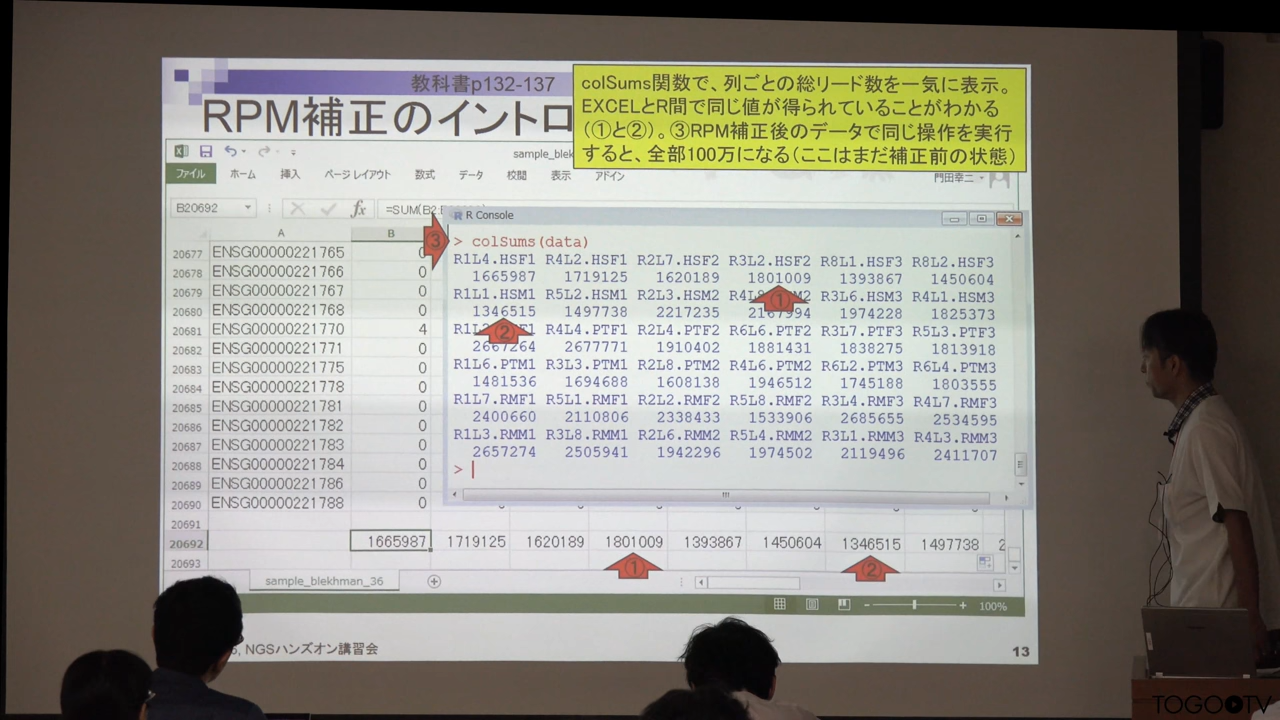 教科書p132-137
RPM補正のイントロ
colSums関数で、列ごとの総リード数を一気に表示。
EXCELとR間で同じ値が得られていることがわかる
（①と②）。③RPM補正後のデータで同じ操作を実行
すると、全部100万になる（ここはまだ補正前の状態）
sample_blek
ファイル ホーム 挿入 ページレイアウト 数式 データ 校閲 表示 アドイン 門田幸二
B20692 fx =SUM(B2:
A B
20677 ENSG00000221765 0
20678 ENSG00000221766 0
20679 ENSG00000221767 0
20680 ENSG00000221768 0
20681 ENSG00000221770 4
20682 ENSG00000221771 0
20683 ENSG00000221775 0
20684 ENSG00000221778 0
20685 ENSG00000221781 0
20686 ENSG00000221782 0
20687 ENSG00000221783 0
20688 ENSG00000221784 0
20689 ENSG00000221786 0
20690 ENSG00000221788 0
20691
20692 1665987 1719125 1620189 1801009 1393867 1450604 1346515 1497738 2
20693
① ②
R Console
③
> colSums(data)
R1L4.HSF1 R4L2.HSF1 R2L7.HSF2 R3L2.HSF2 R8L1.HSF3 R8L2.HSF3
1665987 1719125 1620189 1801009 1393867 1450604
R1L1.HSM1 R5L2.HSM1 R2L3.HSM2 ① R3L6.HSM3 R4L1.HSM3
1346515 1497738 2217235 1974228 1825373
② R4L4.PTF1 R2L4.PTF2 R6L6.PTF2 R3L7.PTF3 R5L3.PTF3
2677771 1910402 1881431 1838275 1813918
R1L6.PTM1 R3L3.PTM1 R2L8.PTM2 R4L6.PTM2 R6L2.PTM3 R6L4.PTM3
1481536 1694688 1608138 1946512 1745188 1803555
R1L7.RMF1 R5L1.RMF1 R2L2.RMF2 R5L8.RMF2 R3L4.RMF3 R4L7.RMF3
2400660 2110806 2338433 1533906 2685655 2534595
R1L3.RMM1 R3L8.RMM1 R2L6.RMM2 R5L4.RMM2 R3L1.RMM3 R4L3.RMM3
2657274 2505941 1942296 1974502 2119496 2411707
>
sample_blekhman_36
100%
NGSハンズオン講習会
13
TOGO TV